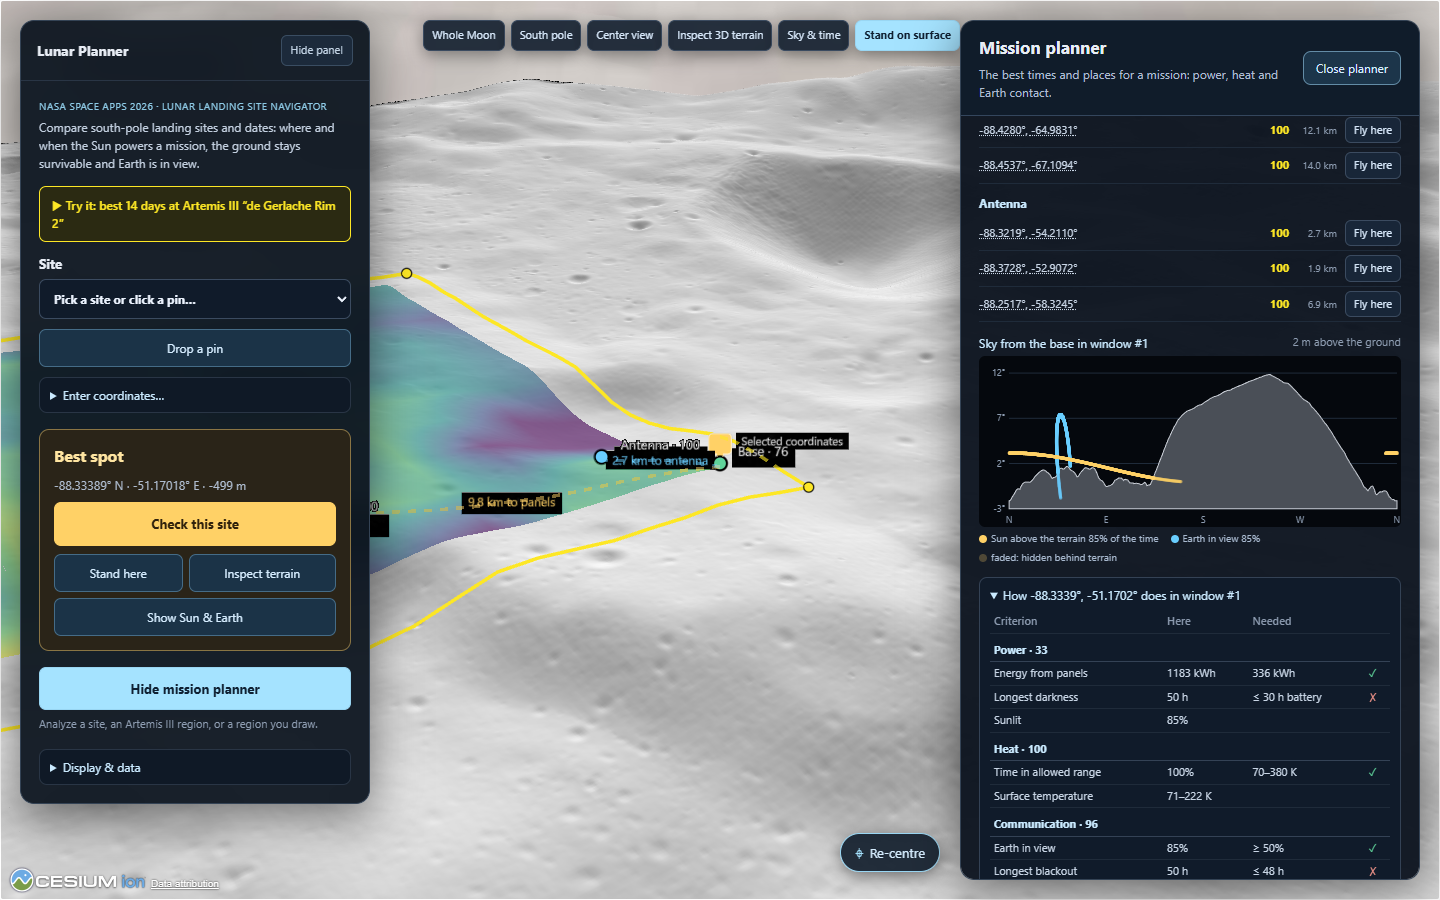 Lunar Planner
Hide panel
NASA SPACE APPS 2026 · LUNAR LANDING SITE NAVIGATOR
Compare south-pole landing sites and dates: where and
when the Sun powers a mission, the ground stays
survivable and Earth is in view.
▶ Try it: best 14 days at Artemis III “de Gerlache Rim
2”
Site
Pick a site or click a pin...
Drop a pin
▶ Enter coordinates...
Best spot
-88.33389° N · -51.17018° E · -499 m
Check this site
Stand here
Inspect terrain
Show Sun & Earth
Hide mission planner
Analyze a site, an Artemis III region, or a region you draw.
▶ Display & data
CESIUM ion
Data attribution
Whole Moon
South pole
Center view
Inspect 3D terrain
Sky & time
Stand on surface
Antenna · 100
2.7 km to antenna
Selected coordinates
Base · 76
9.8 km to panels
Re-centre
Mission planner
The best times and places for a mission: power, heat and
Earth contact.
Close planner
-88.4280°, -64.9831° 100 12.1 km Fly here
-88.4537°, -67.1094° 100 14.0 km Fly here
Antenna
-88.3219°, -54.2110° 100 2.7 km Fly here
-88.3728°, -52.9072° 100 1.9 km Fly here
-88.2517°, -58.3245° 100 6.9 km Fly here
Sky from the base in window #1
2 m above the ground
12°
7°
2°
-3°
N E S W N
Sun above the terrain 85% of the time
Earth in view 85%
faded: hidden behind terrain
▼ How -88.3339°, -51.1702° does in window #1
Criterion Here Needed
Power · 33
Energy from panels 1183 kWh 336 kWh ✓
Longest darkness 50 h ≤ 30 h battery ✗
Sunlit 85%
Heat · 100
Time in allowed range 100% 70–380 K ✓
Surface temperature 71–222 K
Communication · 96
Earth in view 85% ≥ 50% ✓
Longest blackout 50 h ≤ 48 h ✗